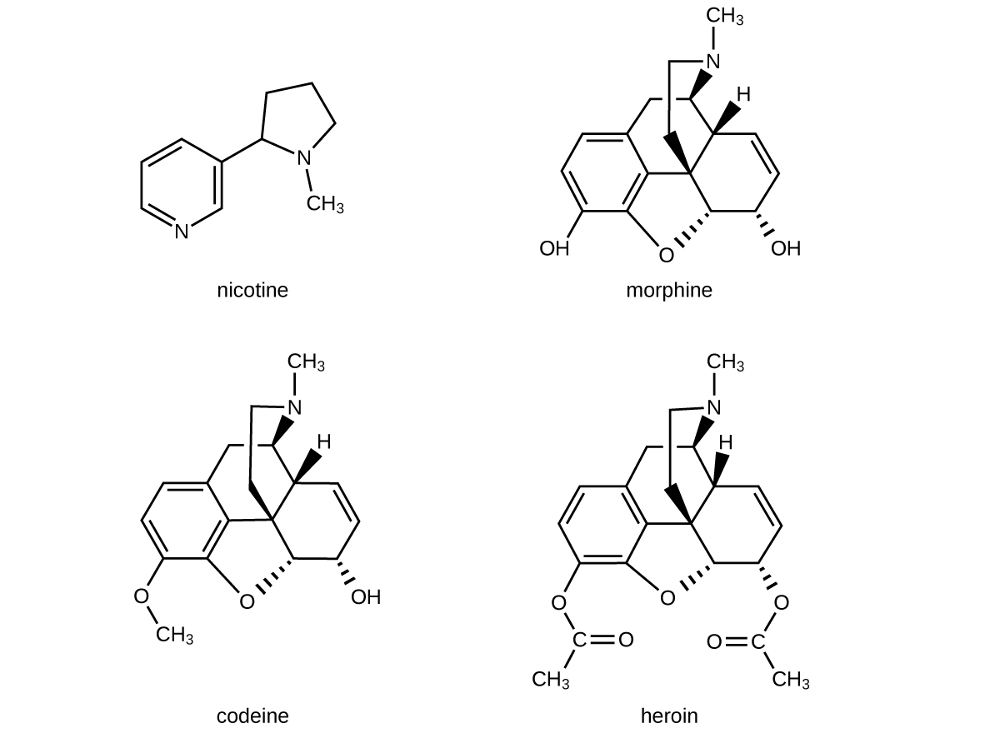 CH₃
N
H
N
CH₃
N
OH
O
OH
nicotine
morphine
CH₃
CH₃
N
N
H
H
O
O
OH
O
O
O
CH₃
C=O
O=C
CH₃
CH₃
codeine
heroin